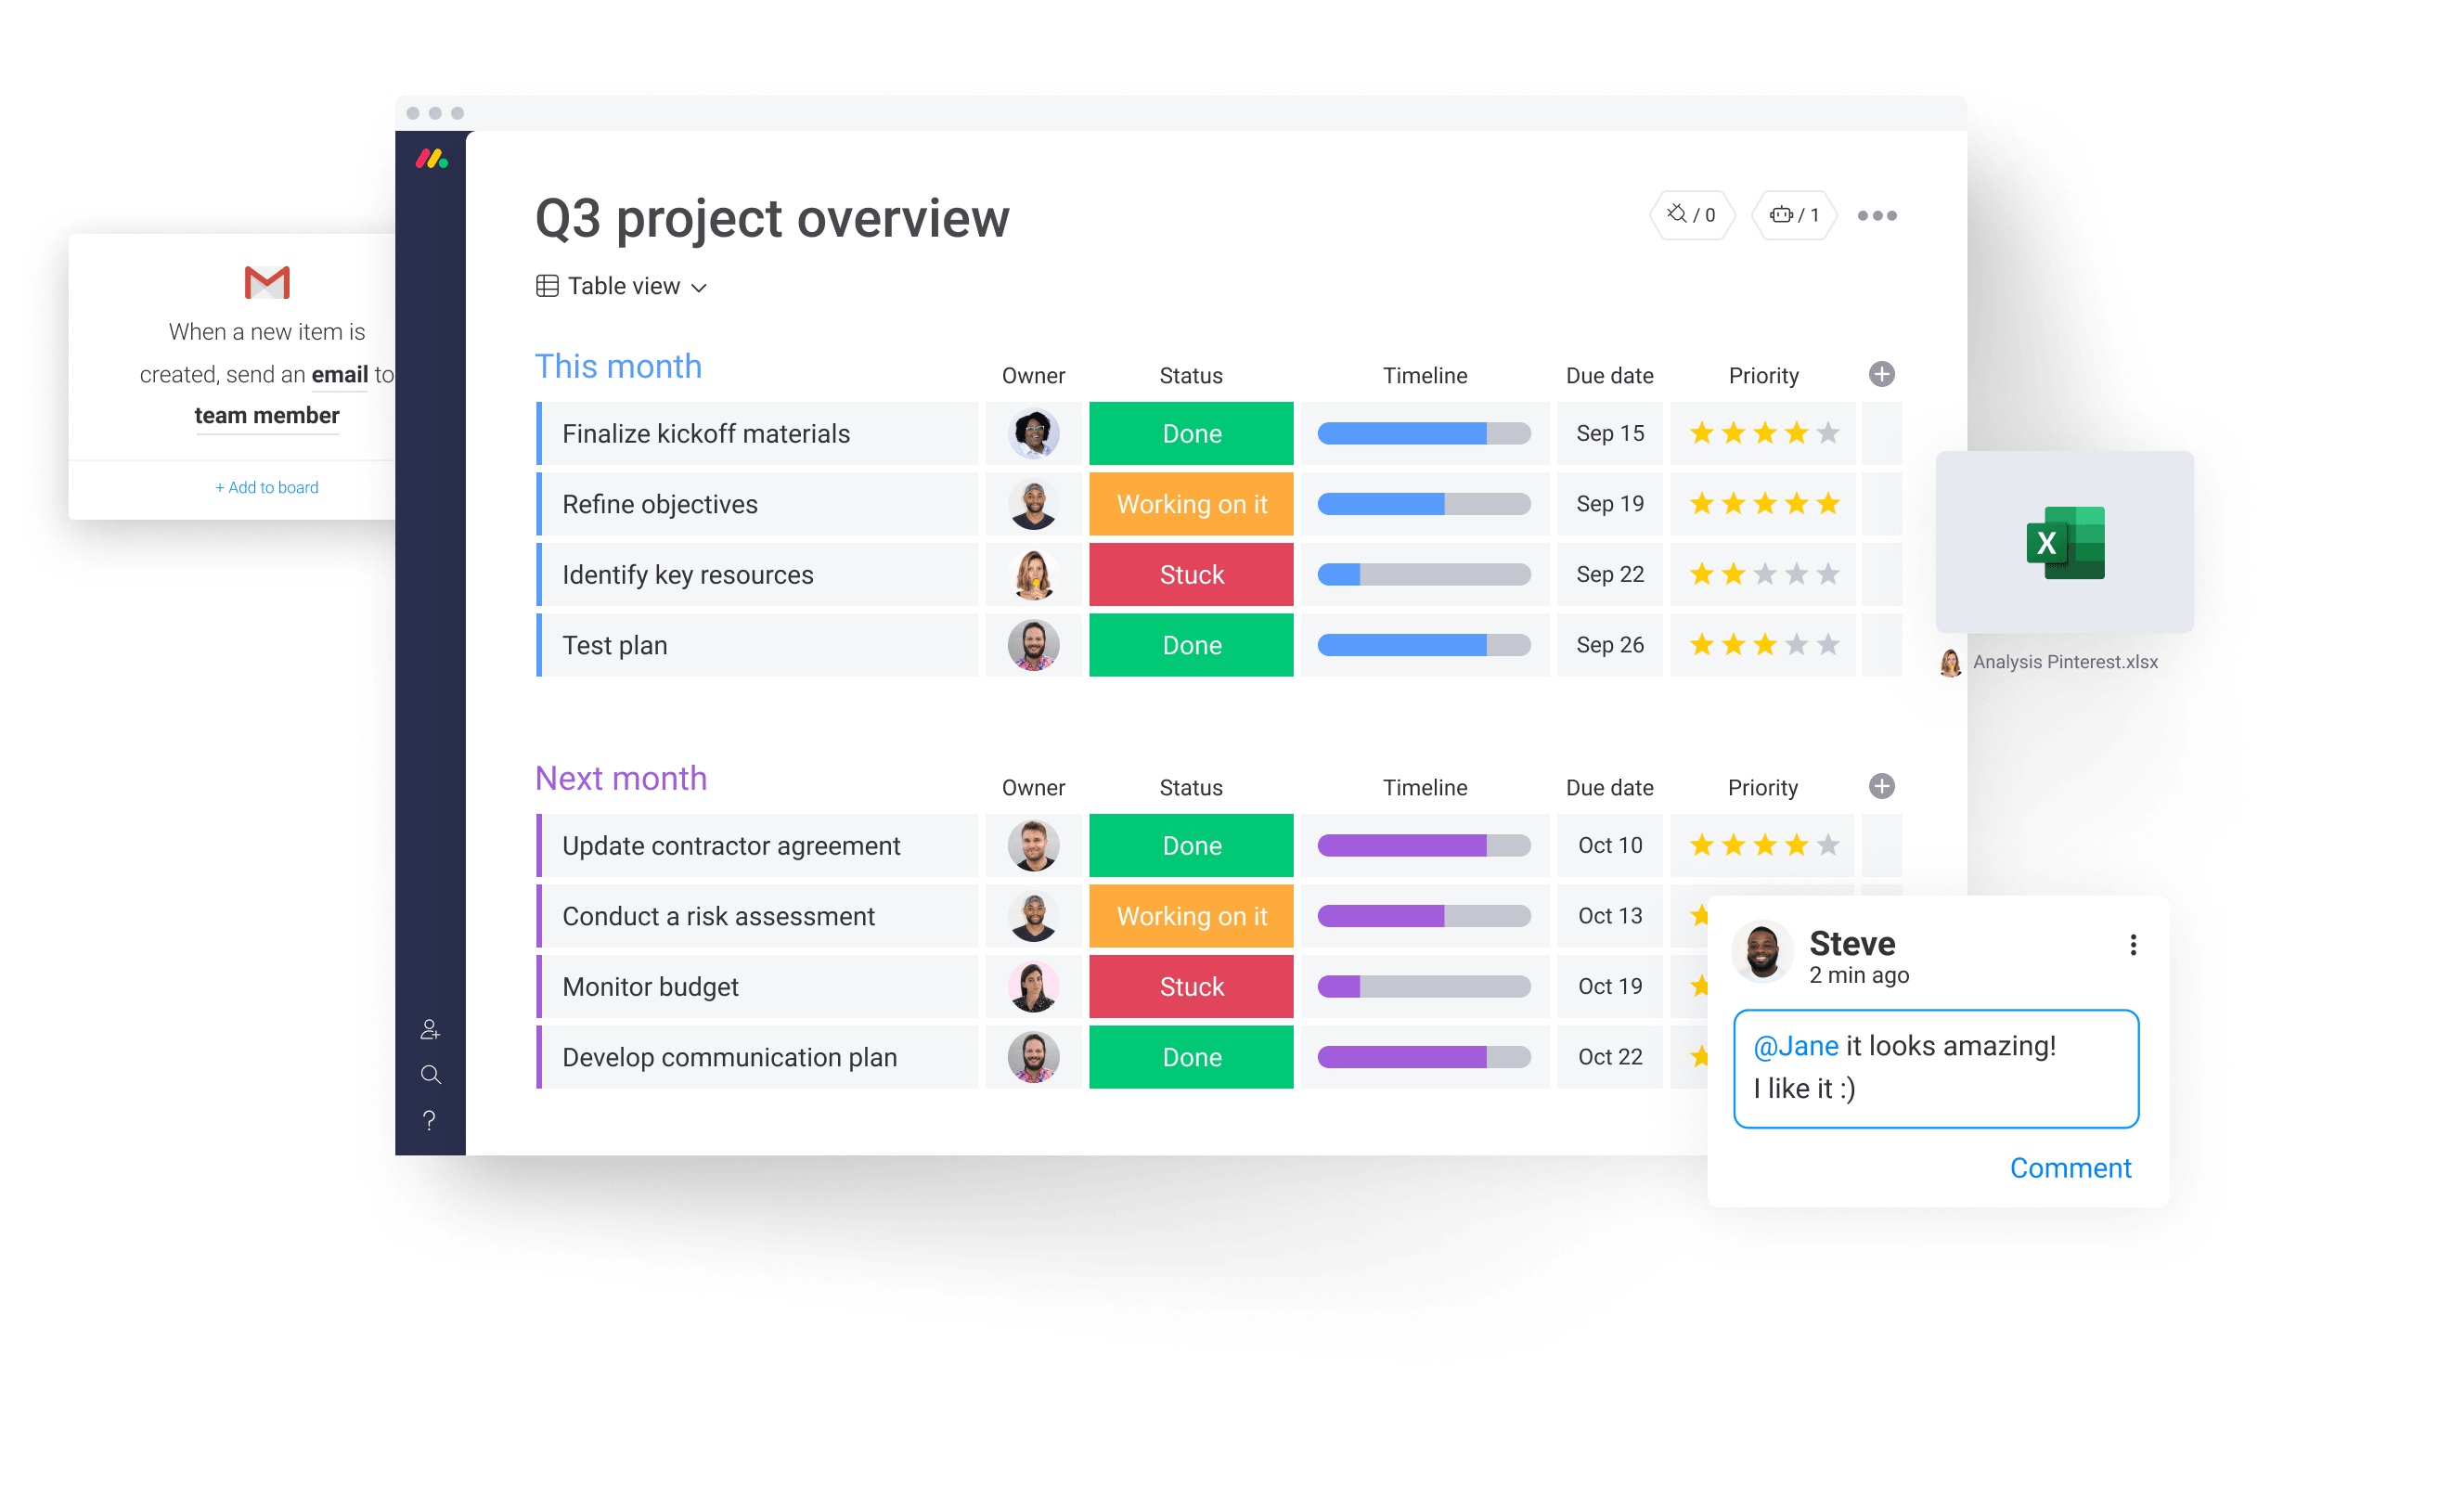 When a new item is
created, send an email to
team member
+ Add to board
Q3 project overview
/ 0
/ 1
Table view
This month
Owner Status Timeline Due date Priority
Finalize kickoff materials Done Sep 15
Refine objectives Working on it Sep 19
Identify key resources Stuck Sep 22
Test plan Done Sep 26
X
Analysis Pinterest.xlsx
Next month
Owner Status Timeline Due date Priority
Update contractor agreement Done Oct 10
Conduct a risk assessment Working on it Oct 13
Monitor budget Stuck Oct 19
Develop communication plan Done Oct 22
?
Steve
2 min ago
@Jane it looks amazing!
I like it :)
Comment